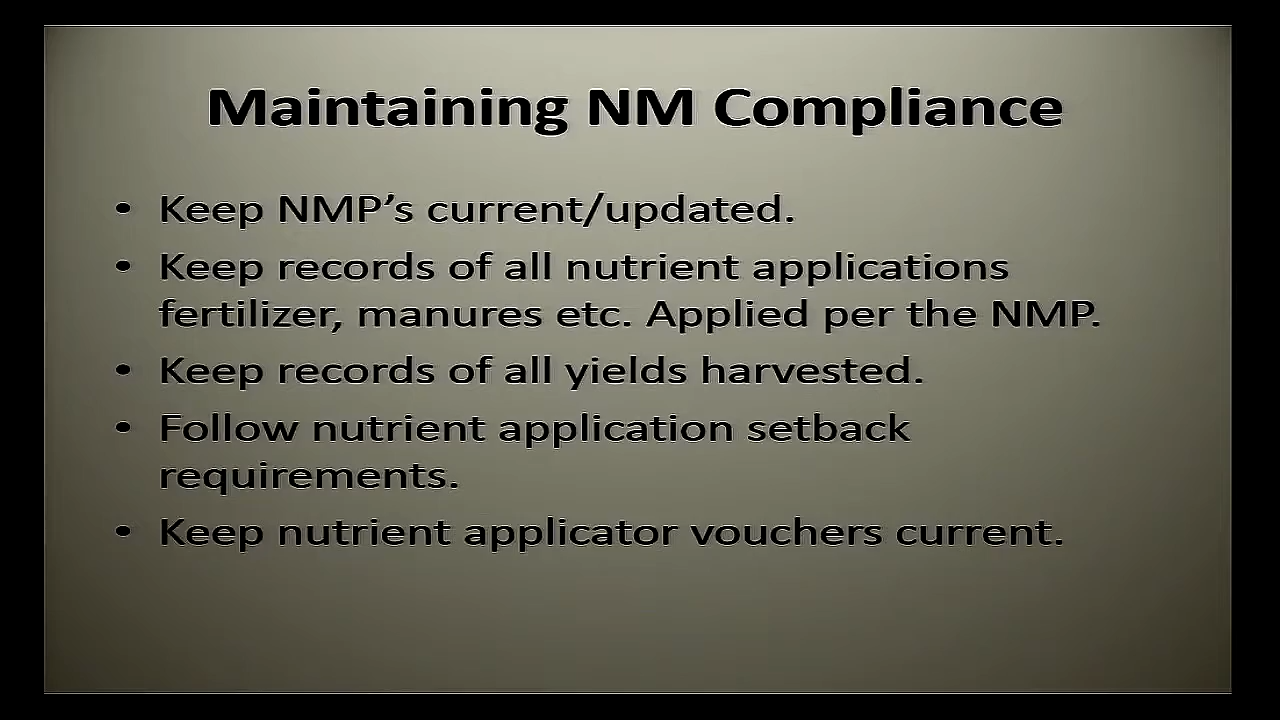 Maintaining NM Compliance
• Keep NMP’s current/updated.
• Keep records of all nutrient applications
fertilizer, manures etc. Applied per the NMP.
• Keep records of all yields harvested.
• Follow nutrient application setback
requirements.
• Keep nutrient applicator vouchers current.